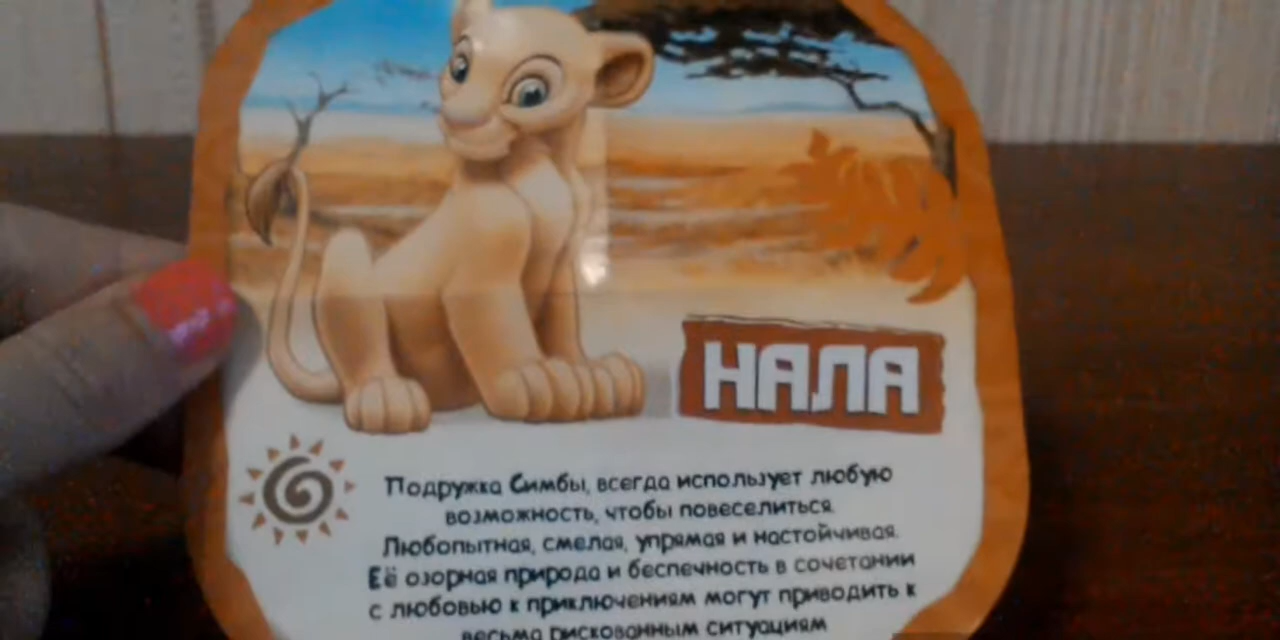 НАЛА
Подружка Симбы, всегда использует любую
возможность, чтобы повеселиться.
Любопытная, смелая, упрямая и настойчивая.
Её озорная природа и беспечность в сочетании
с любовью к приключениям могут приводить к
весьма рискованным ситуациям